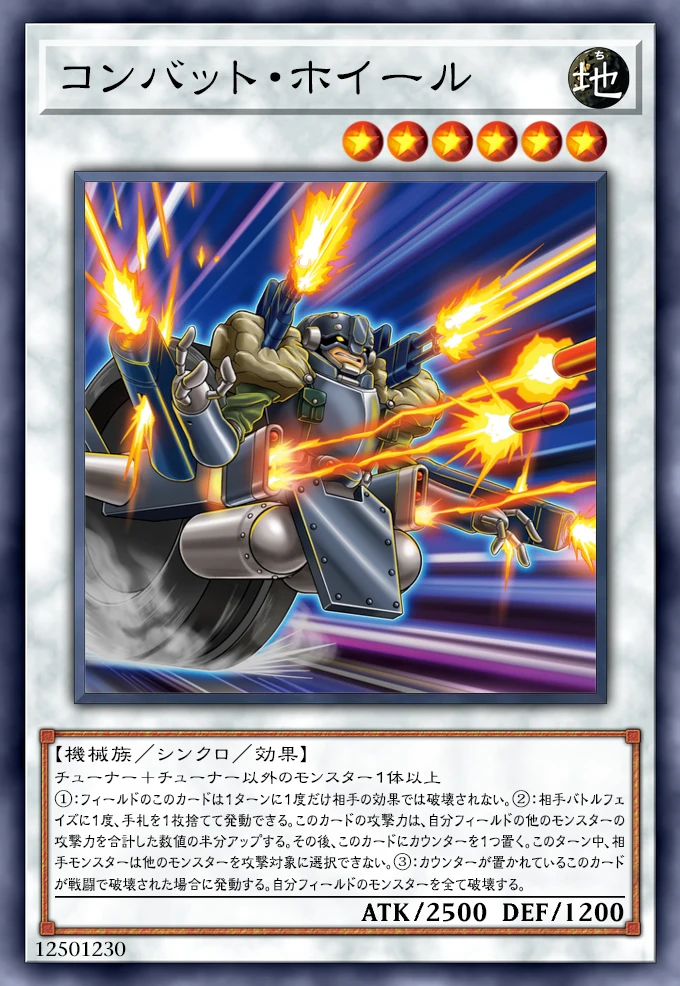 コンバット・ホイール
ち
地
【機械族／シンクロ／効果】
チューナー＋チューナー以外のモンスター１体以上
①：フィールドのこのカードは１ターンに１度だけ相手の効果では破壊されない。②：相手バトルフェ
イズに１度、手札を１枚捨てて発動できる。このカードの攻撃力は、自分フィールドの他のモンスターの
攻撃力を合計した数値の半分アップする。その後、このカードにカウンターを１つ置く。このターン中、相
手モンスターは他のモンスターを攻撃対象に選択できない。③：カウンターが置かれているこのカード
が戦闘で破壊された場合に発動する。自分フィールドのモンスターを全て破壊する。
ATK/2500 DEF/1200
12501230